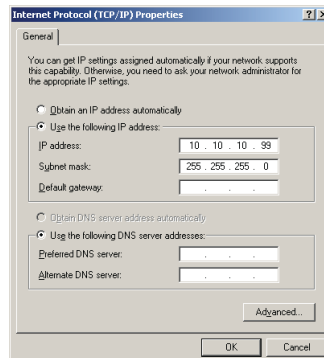 Internet Protocol (TCP/IP) Properties
General
You can get IP settings assigned automatically if your network supports
this capability. Otherwise, you need to ask your network administrator for
the appropriate IP settings.
Obtain an IP address automatically
Use the following IP address:
IP address: 10 . 10 . 10 . 99
Subnet mask: 255 . 255 . 255 . 0
Default gateway: . . .
Obtain DNS server address automatically
Use the following DNS server addresses:
Preferred DNS server: . . .
Alternate DNS server: . . .
Advanced...
OK Cancel